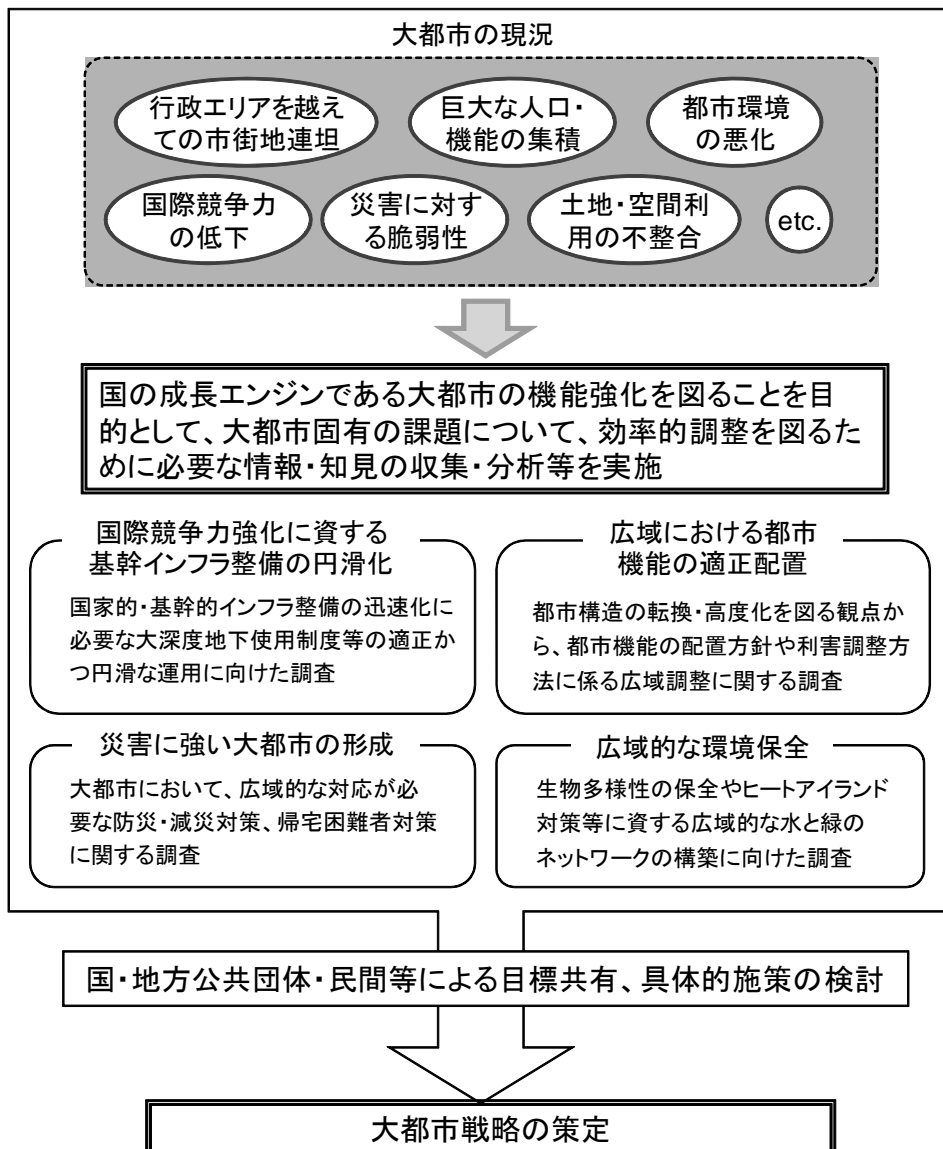 大都市の現況
行政エリアを越え
ての市街地連坦
巨大な人口・
機能の集積
都市環境
の悪化
国際競争力
の低下
災害に対す
る脆弱性
土地・空間利
用の不整合
etc.
国の成長エンジンである大都市の機能強化を図ることを目
的として、大都市固有の課題について、効率的調整を図るた
めに必要な情報・知見の収集・分析等を実施
国際競争力強化に資する
基幹インフラ整備の円滑化
国家的・基幹的インフラ整備の迅速化に
必要な大深度地下使用制度等の適正か
つ円滑な運用に向けた調査
広域における都市
機能の適正配置
都市構造の転換・高度化を図る観点か
ら、都市機能の配置方針や利害調整方
法に係る広域調整に関する調査
災害に強い大都市の形成
大都市において、広域的な対応が必
要な防災・減災対策、帰宅困難者対策
に関する調査
広域的な環境保全
生物多様性の保全やヒートアイランド
対策等に資する広域的な水と緑の
ネットワークの構築に向けた調査
国・地方公共団体・民間等による目標共有、具体的施策の検討
大都市戦略の策定